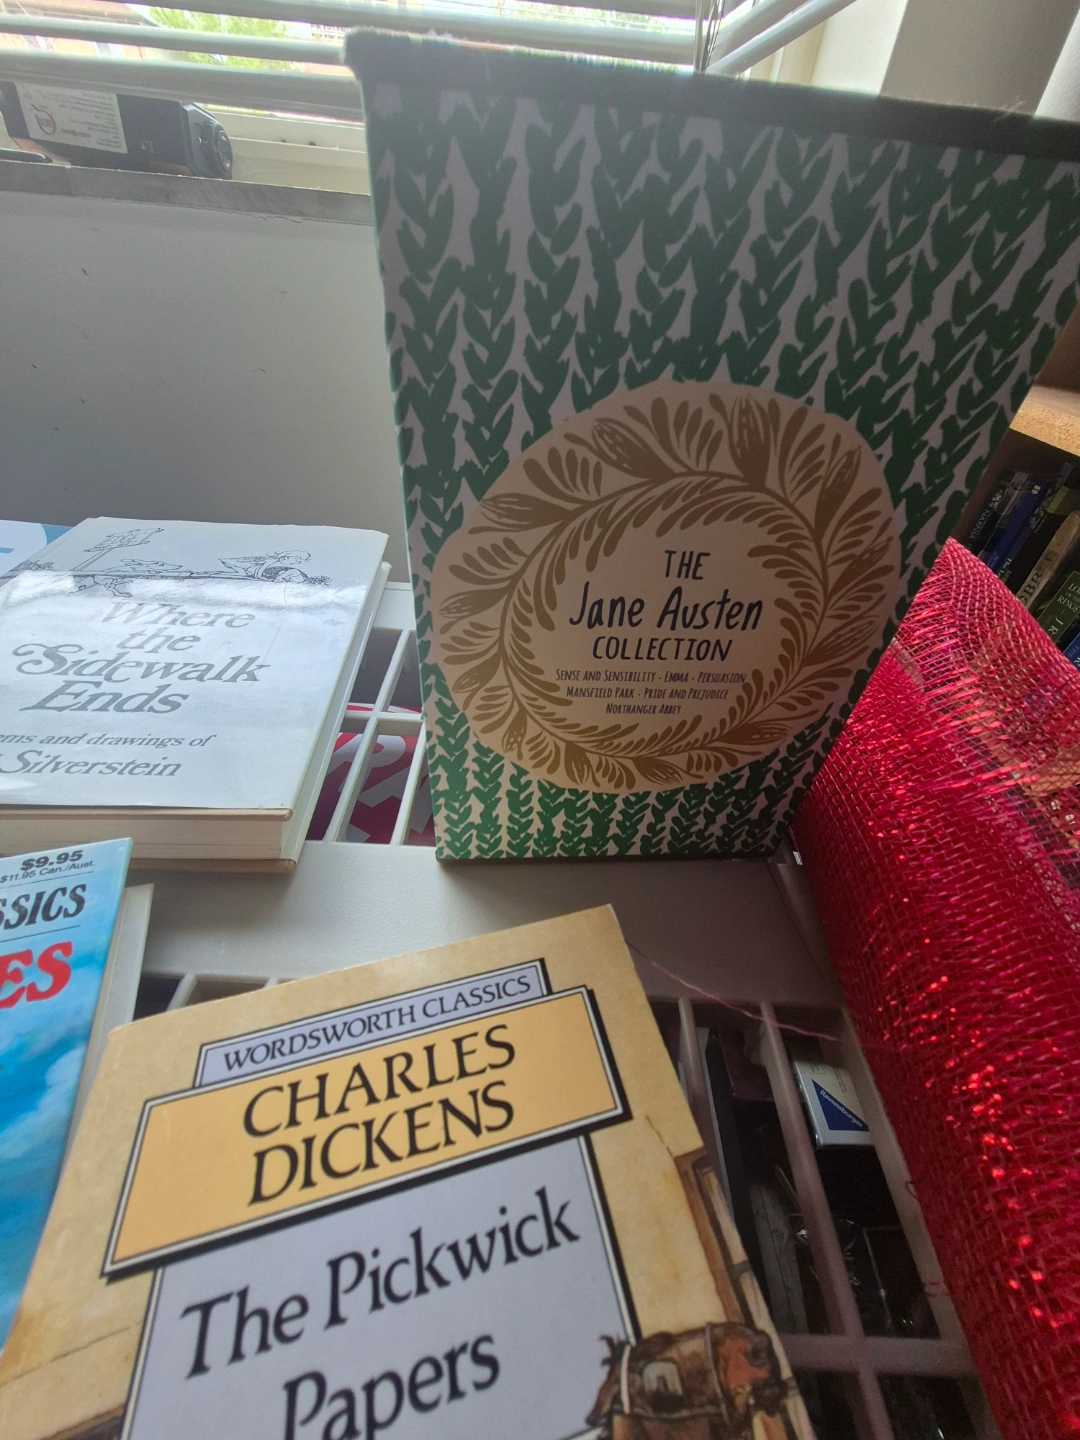 THE
Jane Austen
COLLECTION
SENSE AND SENSIBILITY · EMMA · PERSUASION
MANSFIELD PARK · PRIDE AND PREJUDICE
NORTHANGER ABBEY
Where
the
Sidewalk
Ends
ems and drawings of
Silverstein
$9.95
$11.95 Can./Aust.
SSICS
ES
WORDSWORTH CLASSICS
CHARLES
DICKENS
The Pickwick
Papers
Ravensburger